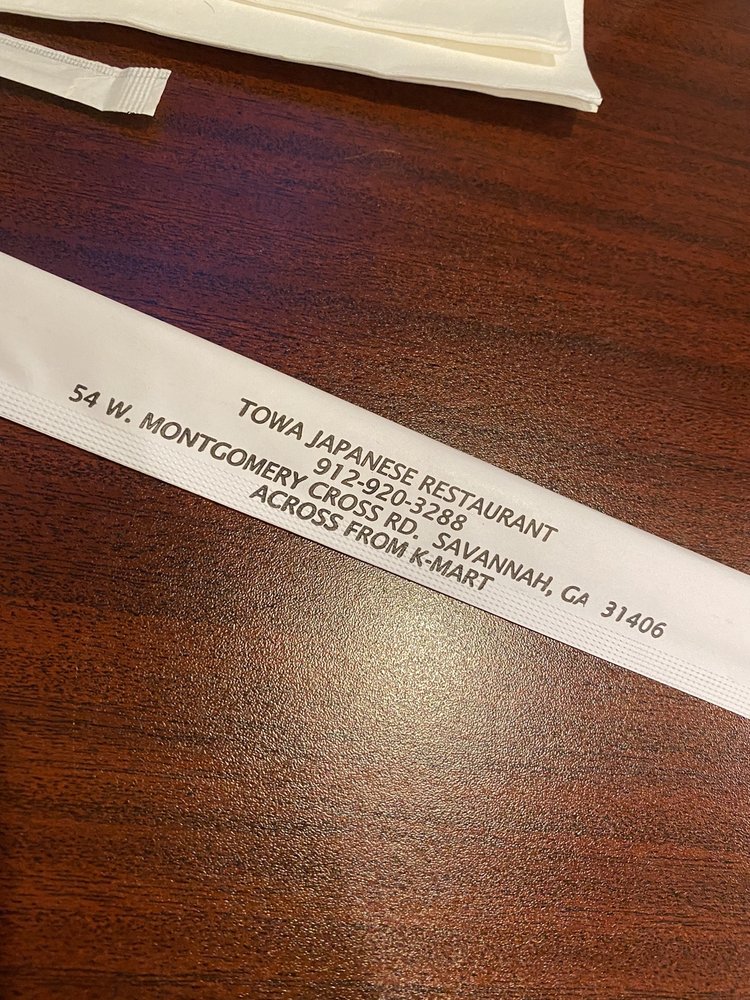 TOWA JAPANESE RESTAURANT
912-920-3288
54 W. MONTGOMERY CROSS RD. SAVANNAH, GA 31406
ACROSS FROM K-MART